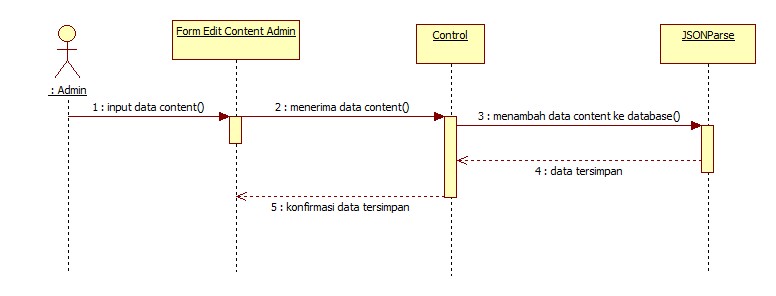 Form Edit Content Admin
Control
JSONParse
: Admin
1 : input data content()
2 : menerima data content()
3 : menambah data content ke database()
4 : data tersimpan
5 : konfirmasi data tersimpan